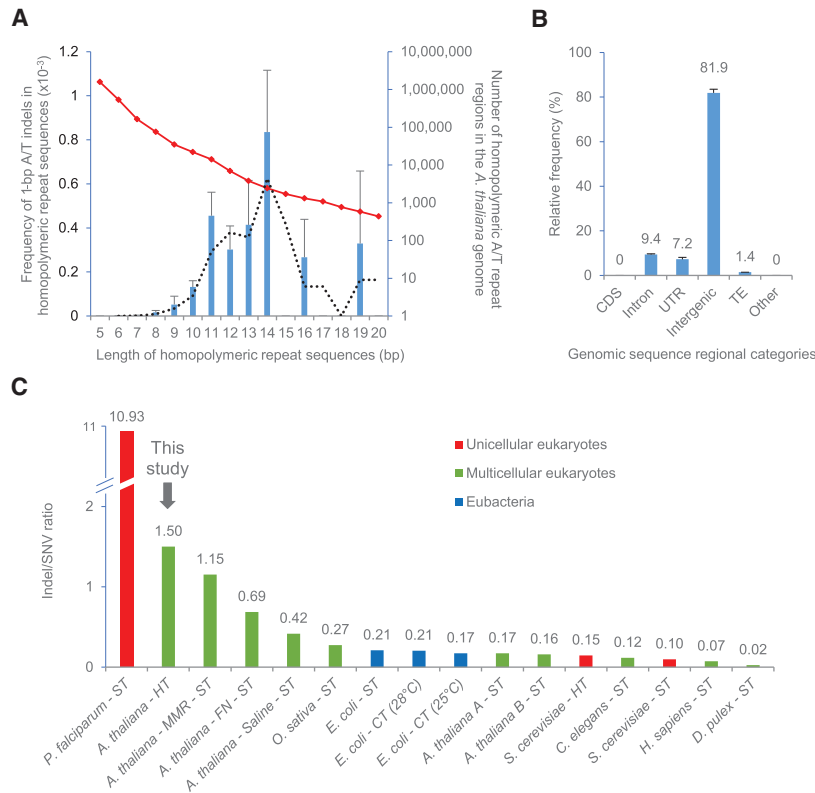 A
Frequency of 1-bp A/T indels in
homopolymeric repeat sequences (x10⁻³)
1.2
1
0.8
0.6
0.4
0.2
0
10,000,000
1,000,000
100,000
10,000
1,000
100
10
1
Number of homopolymeric A/T repeat
regions in the A. thaliana genome
5 6 7 8 9 10 11 12 13 14 15 16 17 18 19 20
Length of homopolymeric repeat sequences (bp)
B
Relative frequency (%)
100
80
60
40
20
0
0 9.4 7.2 81.9 1.4 0
CDS Intron UTR Intergenic TE Other
Genomic sequence regional categories
C
Indel/SNV ratio
11
2
1
0
This
study
Unicellular eukaryotes
Multicellular eukaryotes
Eubacteria
10.93 1.50 1.15 0.69 0.42 0.27 0.21 0.21 0.17 0.17 0.16 0.15 0.12 0.10 0.07 0.02
P. falciparum - ST
A. thaliana - HT
A. thaliana - MMR - ST
A. thaliana - FN - ST
A. thaliana - Saline - ST
O. sativa - ST
E. coli - ST
E. coli - CT (28°C)
E. coli - CT (25°C)
A. thaliana A - ST
A. thaliana B - ST
S. cerevisiae - HT
C. elegans - ST
S. cerevisiae - ST
H. sapiens - ST
D. pulex - ST